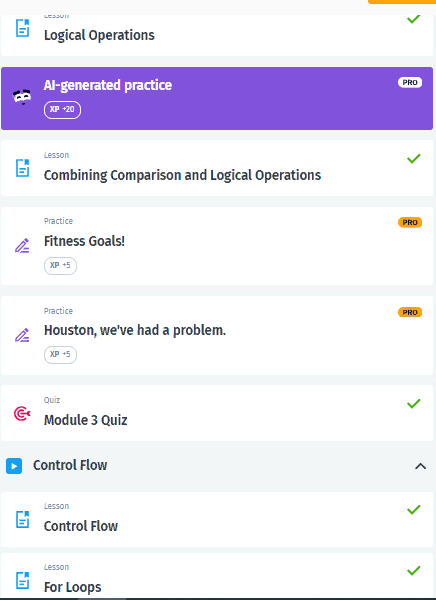 Lesson
Logical Operations
AI-generated practice
PRO
XP +20
Lesson
Combining Comparison and Logical Operations
Practice
PRO
Fitness Goals!
XP +5
Practice
PRO
Houston, we've had a problem.
XP +5
Quiz
Module 3 Quiz
Control Flow
Lesson
Control Flow
Lesson
For Loops